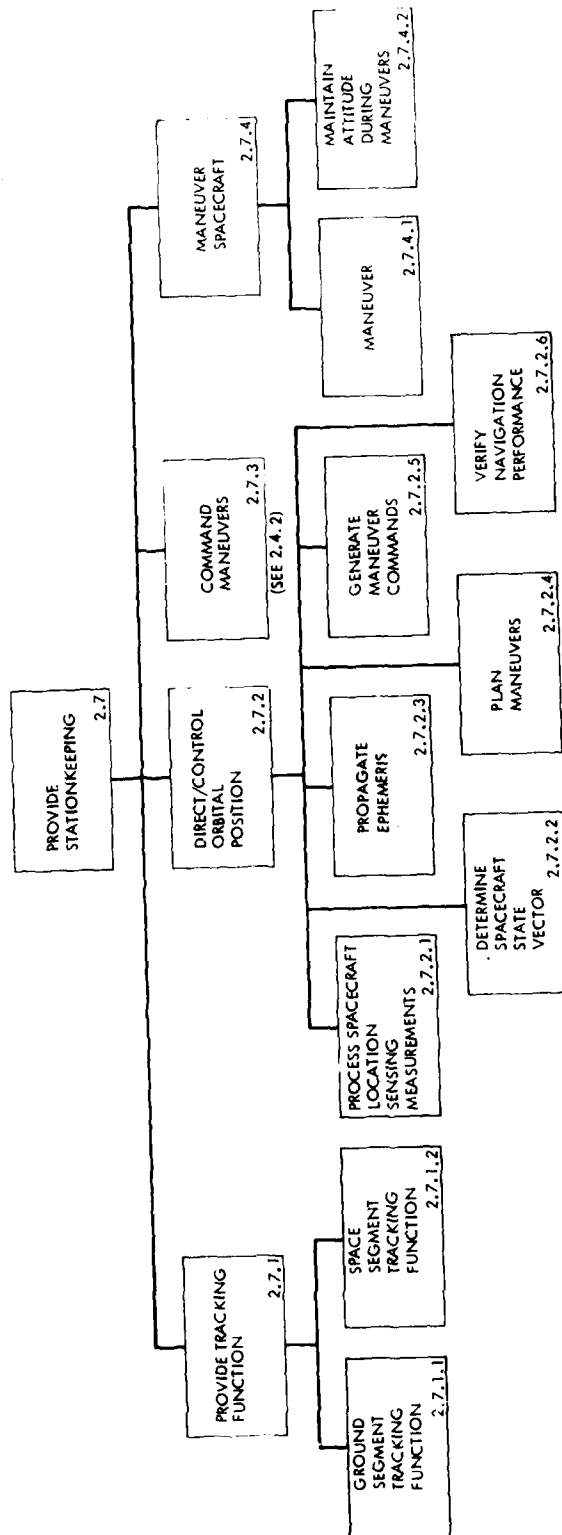 PROVIDE
STATIONKEEPING
2.7
PROVIDE TRACKING
FUNCTION
2.7.1
DIRECT/CONTROL
ORBITAL
POSITION
2.7.2
COMMAND
MANEUVERS
2.7.3
(SEE 2.4.2)
MANEUVER
SPACECRAFT
2.7.4
GROUND
SEGMENT
TRACKING
FUNCTION
2.7.1.1
SPACE
SEGMENT
TRACKING
FUNCTION
2.7.1.2
PROCESS SPACECRAFT
LOCATION
SENSING
MEASUREMENTS
2.7.2.1
. DETERMINE
SPACECRAFT
STATE
VECTOR
2.7.2.2
PROPAGATE
EPHEMERIS
2.7.2.3
PLAN
MANEUVERS
2.7.2.4
GENERATE
MANEUVER
COMMANDS
2.7.2.5
VERIFY
NAVIGATION
PERFORMANCE
2.7.2.6
MANEUVER
2.7.4.1
MAINTAIN
ATTITUDE
DURING
MANEUVERS
2.7.4.2